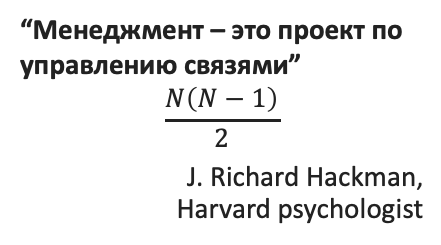 “Менеджмент – это проект по
управлению связями”
N(N − 1)
2
J. Richard Hackman,
Harvard psychologist